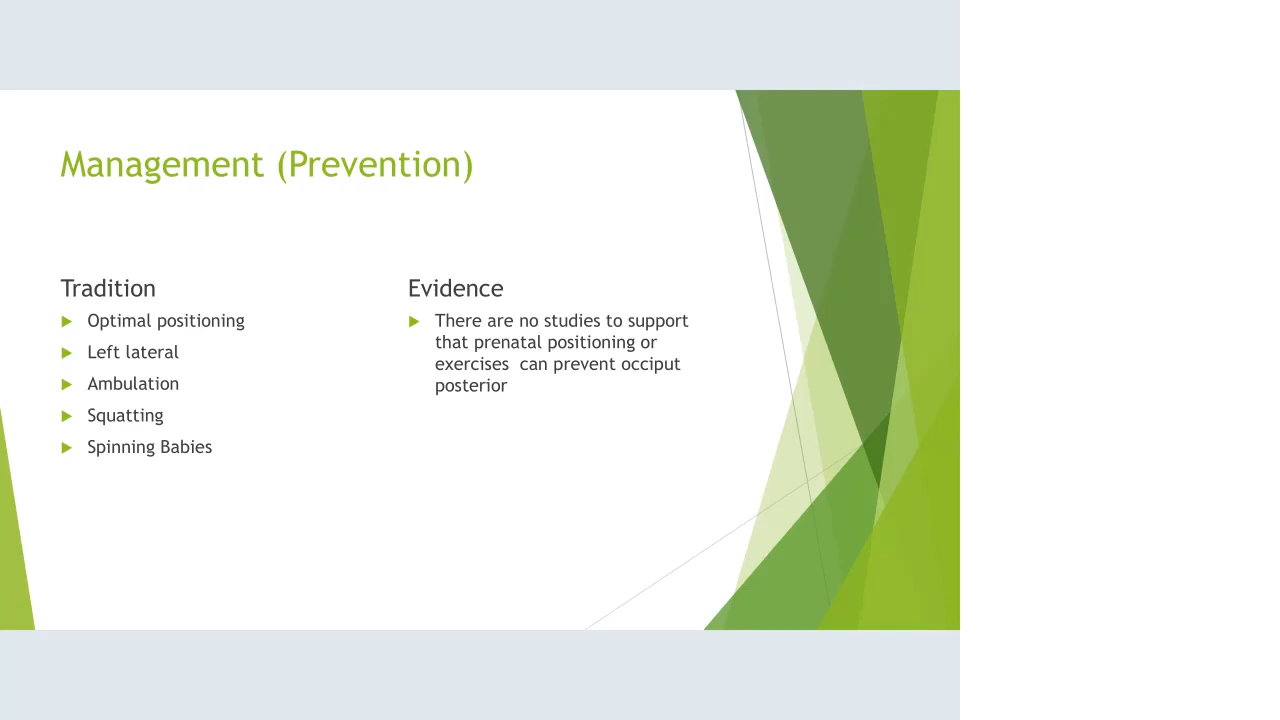 Management (Prevention)
Tradition
Optimal positioning
Left lateral
Ambulation
Squatting
Spinning Babies
Evidence
There are no studies to support
that prenatal positioning or
exercises  can prevent occiput
posterior